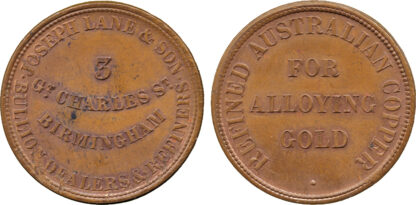 JOSEPH LANE & SON
3
GT CHARLES ST
BIRMINGHAM
BULLION DEALERS & REFINERS
REFINED AUSTRALIAN COPPER
FOR
ALLOYING
GOLD